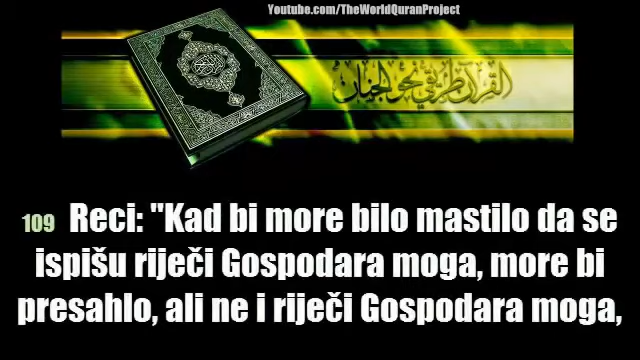 Youtube.com/TheWorldQuranProject
القرآن طريقي نحو الجنان
109 Reci: "Kad bi more bilo mastilo da se
ispišu riječi Gospodara moga, more bi
presahlo, ali ne i riječi Gospodara moga,